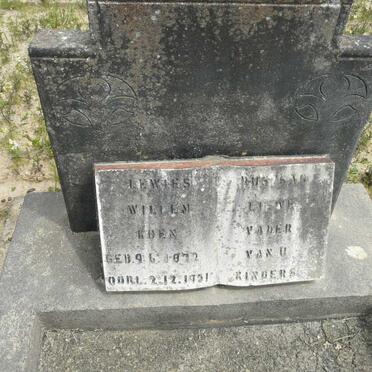 LEWIES
WILLEM
KOEN
GEB. 9.6.1872
OORL. 2.12.1951
RUS SAG
LIEWE
VADER
VAN U
KINDERS